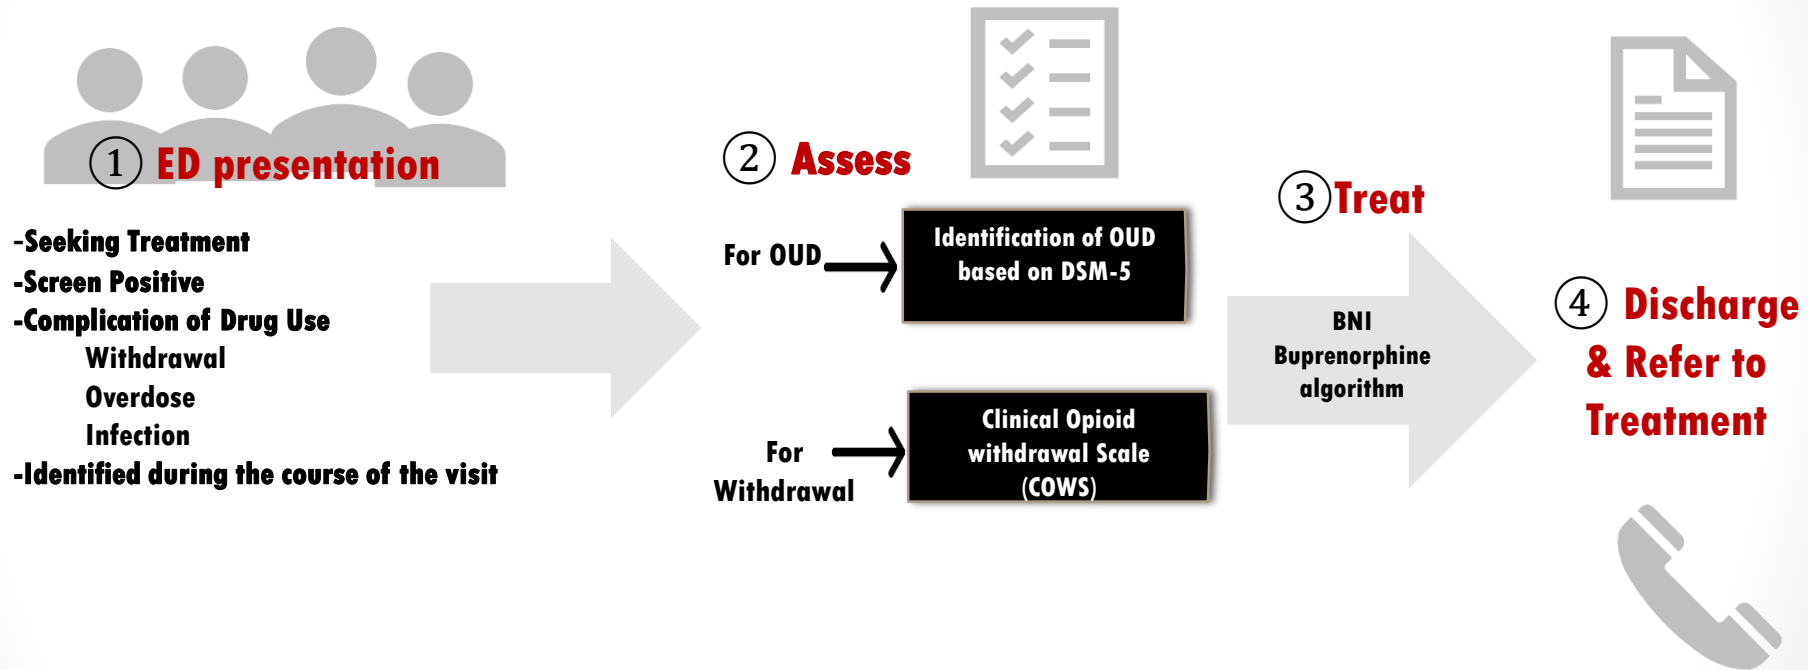 ① ED presentation
-Seeking Treatment
-Screen Positive
-Complication of Drug Use
Withdrawal
Overdose
Infection
-Identified during the course of the visit
② Assess
For OUD
Identification of OUD
based on DSM-5
For
Withdrawal
Clinical Opioid
withdrawal Scale
(COWS)
③Treat
BNI
Buprenorphine
algorithm
④ Discharge
& Refer to
Treatment